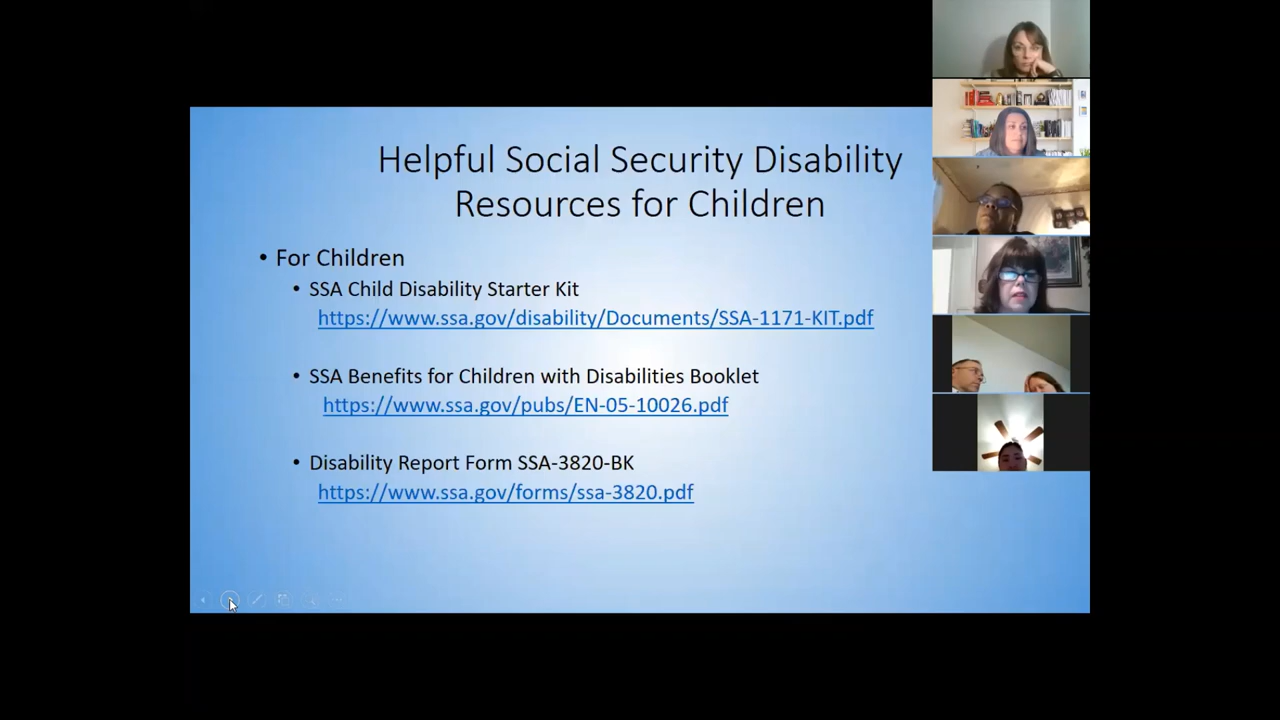 Helpful Social Security Disability
Resources for Children
• For Children
• SSA Child Disability Starter Kit
https://www.ssa.gov/disability/Documents/SSA-1171-KIT.pdf
• SSA Benefits for Children with Disabilities Booklet
https://www.ssa.gov/pubs/EN-05-10026.pdf
• Disability Report Form SSA-3820-BK
https://www.ssa.gov/forms/ssa-3820.pdf